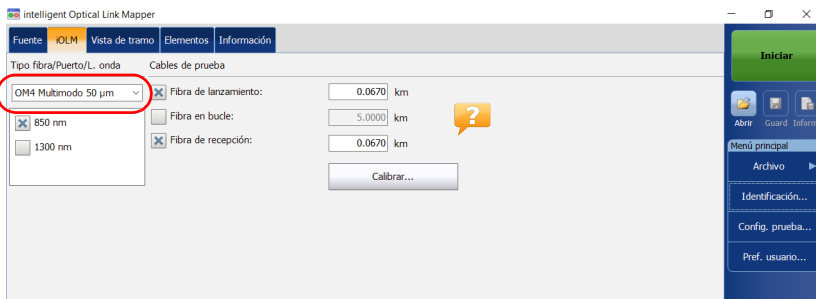 intelligent Optical Link Mapper
Fuente iOLM Vista de tramo Elementos Información
Tipo fibra/Puerto/L. onda Cables de prueba
OM4 Multimodo 50 µm
850 nm
1300 nm
Fibra de lanzamiento: 0.0670 km
Fibra en bucle: 5.0000 km
Fibra de recepción: 0.0670 km
?
Calibrar...
Iniciar
Abrir Guard Inform
Menú principal
Archivo
Identificación...
Config. prueba...
Pref. usuario...